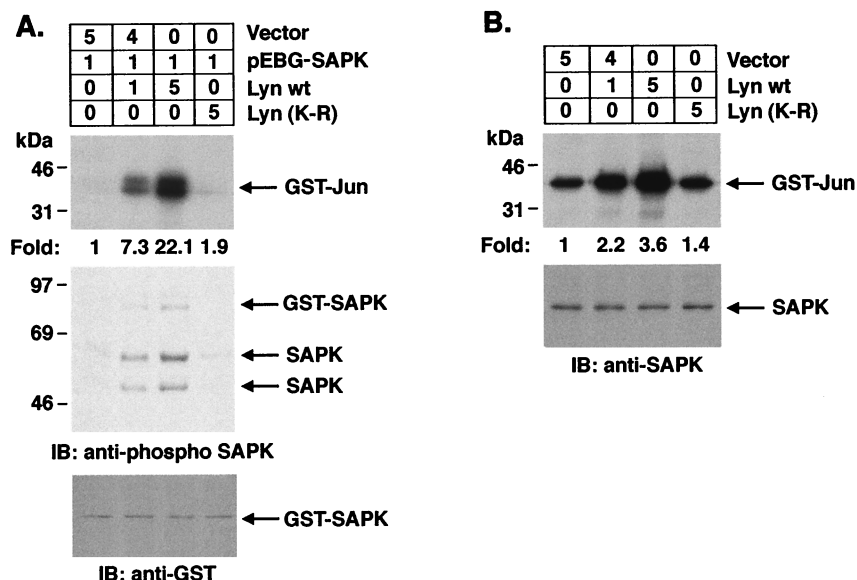 A.
5 4 0 0 Vector
1 1 1 1 pEBG-SAPK
0 1 5 0 Lyn wt
0 0 0 5 Lyn (K-R)
kDa
46
GST-Jun
31
Fold: 1 7.3 22.1 1.9
97
GST-SAPK
69
SAPK
SAPK
46
IB: anti-phospho SAPK
GST-SAPK
IB: anti-GST
B.
5 4 0 0 Vector
0 1 5 0 Lyn wt
0 0 0 5 Lyn (K-R)
kDa
46
GST-Jun
31
Fold: 1 2.2 3.6 1.4
SAPK
IB: anti-SAPK